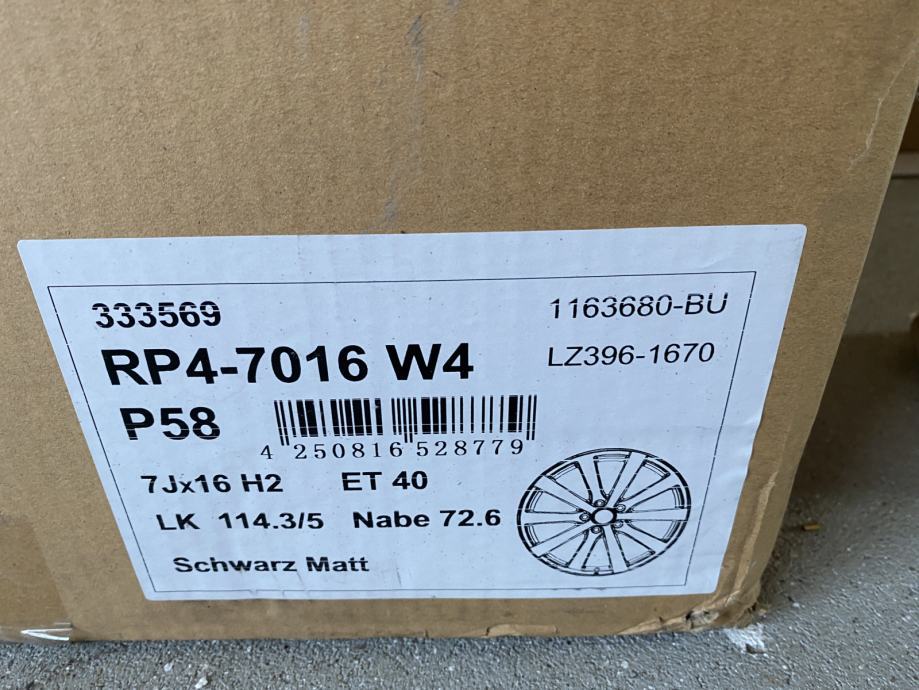 333569
1163680-BU
RP4-7016 W4
LZ396-1670
P58
4 250816 528779
7Jx16 H2 ET 40
LK 114.3/5 Nabe 72.6
Schwarz Matt